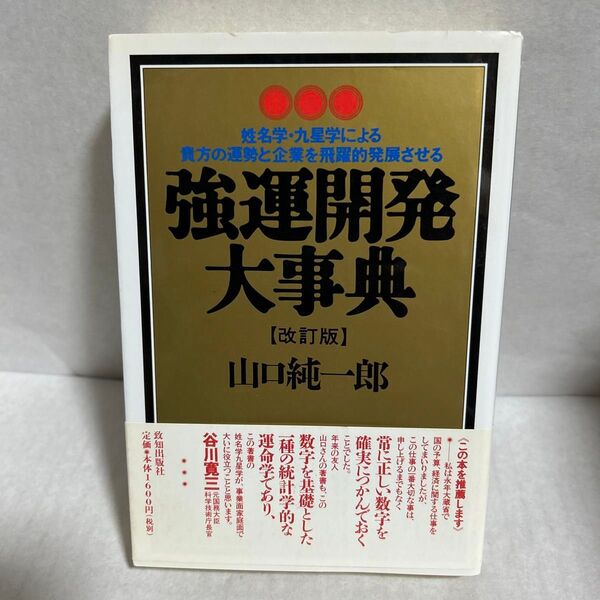 姓名学・九星学による
貴方の運勢と企業を飛躍的発展させる
強運開発
大事典
【改訂版】
山口純一郎
〈この本を推薦します〉
*――私は永年大蔵省で
国の予算、経済に関する仕事を
してまいりましたが、
この仕事の一番大切な事は、
申し上げるまでもなく
常に正しい数字を
確実につかんでおく
ことでした。
年来の友人
山口さんの著書も、この
数字を基礎とした
一種の統計学的な
運命学であり、
この著書の
姓名学九星学が、事業面家庭面で
大いに役立つことと思います。
谷川寛三
元国務大臣
科学技術庁長官
***
致知出版社
定価*本体1600円(税別)